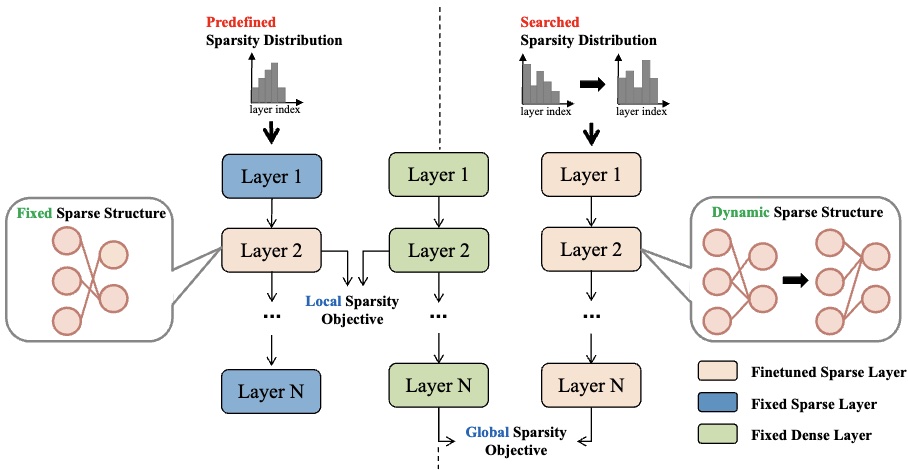 Predefined
Sparsity Distribution
layer index
Searched
Sparsity Distribution
layer index
layer index
Fixed Sparse Structure
Layer 1
Layer 2
...
Layer N
Local Sparsity
Objective
Layer 1
Layer 2
...
Layer N
Layer 1
Layer 2
...
Layer N
Global Sparsity
Objective
Dynamic Sparse Structure
Finetuned Sparse Layer
Fixed Sparse Layer
Fixed Dense Layer